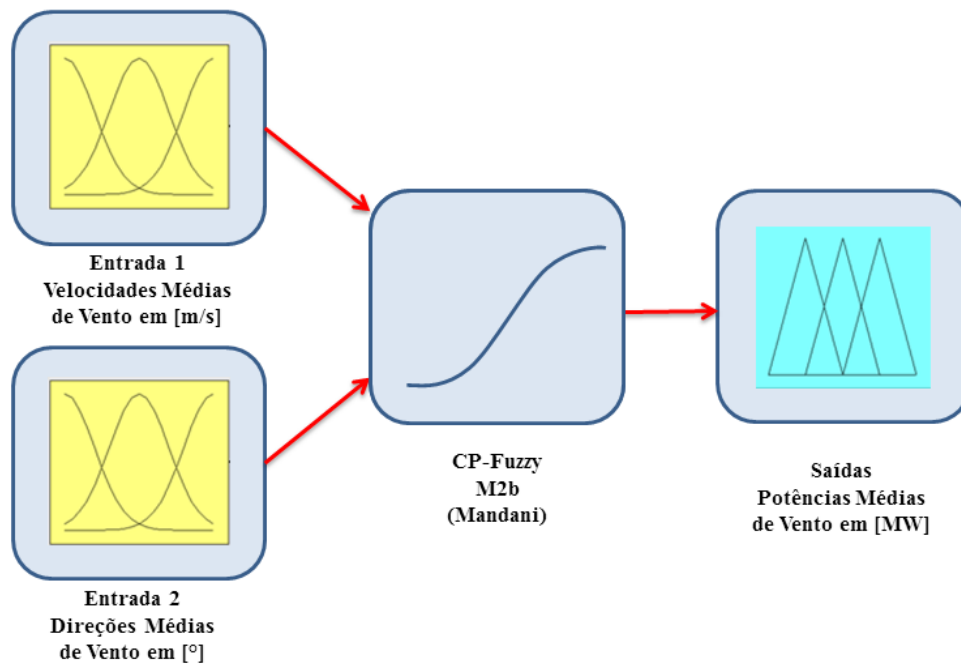 Entrada 1
Velocidades Médias
de Vento em [m/s]
Entrada 2
Direções Médias
de Vento em [°]
CP-Fuzzy
M2b
(Mandani)
Saídas
Potências Médias
de Vento em [MW]